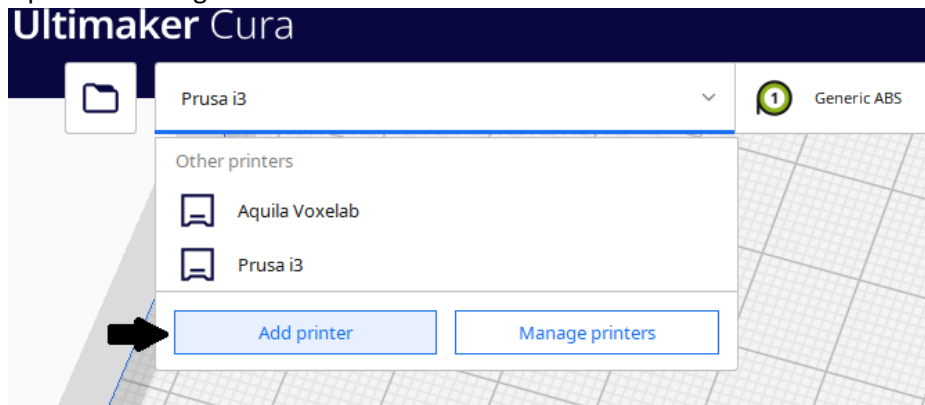 Ultimaker Cura
Prusa i3
1 Generic ABS
Other printers
Aquila Voxelab
Prusa i3
Add printer
Manage printers